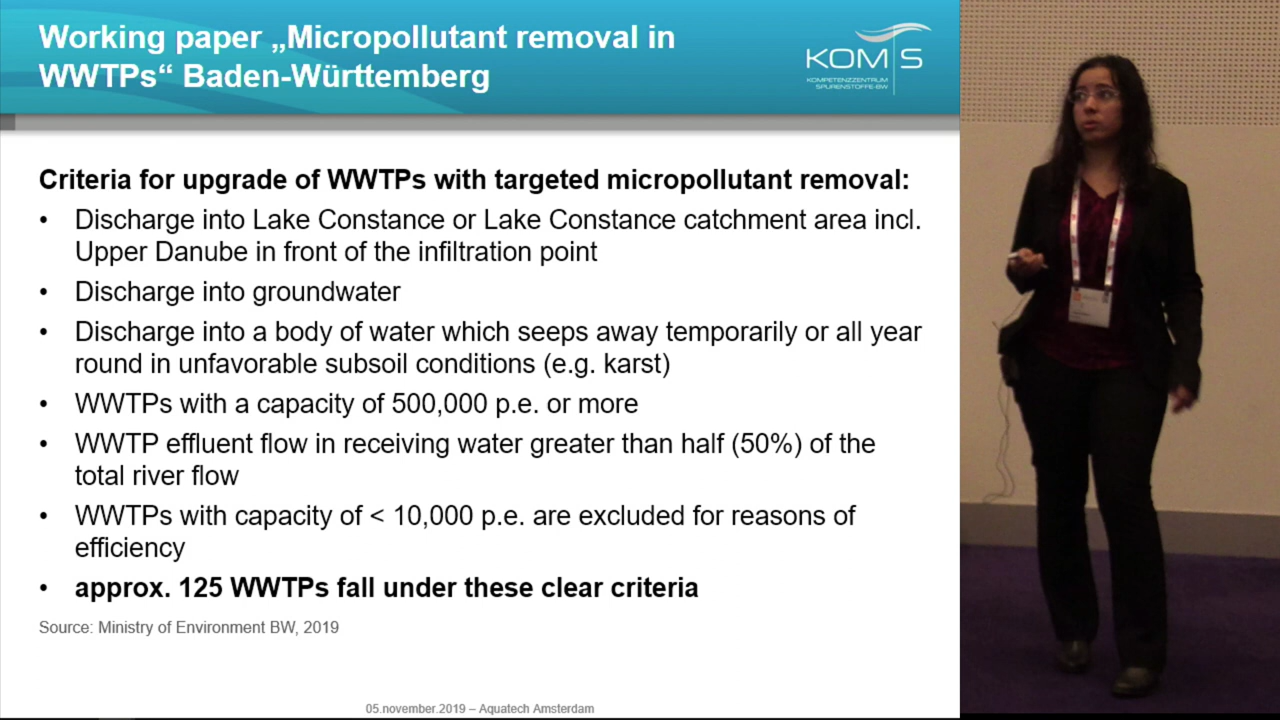 Working paper „Micropollutant removal in
WWTPs“ Baden-Württemberg
KOMS
KOMPETENZZENTRUM
SPURENSTOFFE-BW
Criteria for upgrade of WWTPs with targeted micropollutant removal:
• Discharge into Lake Constance or Lake Constance catchment area incl.
Upper Danube in front of the infiltration point
• Discharge into groundwater
• Discharge into a body of water which seeps away temporarily or all year
round in unfavorable subsoil conditions (e.g. karst)
• WWTPs with a capacity of 500,000 p.e. or more
• WWTP effluent flow in receiving water greater than half (50%) of the
total river flow
• WWTPs with capacity of < 10,000 p.e. are excluded for reasons of
efficiency
• approx. 125 WWTPs fall under these clear criteria
Source: Ministry of Environment BW, 2019
05.november.2019 – Aquatech Amsterdam